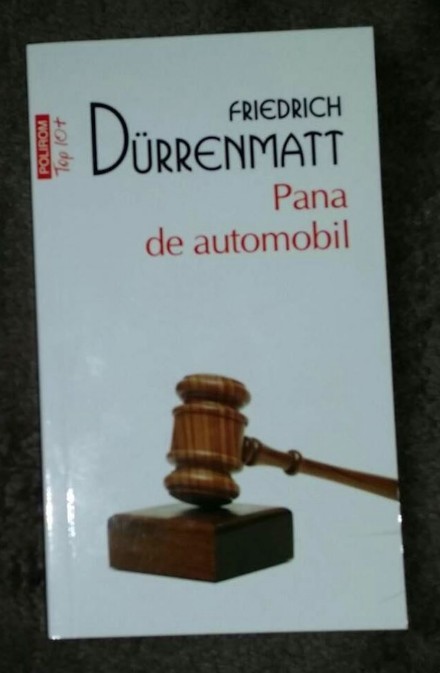 POLIROM
Top 10+
FRIEDRICH
DÜRRENMATT
Pana
de automobil